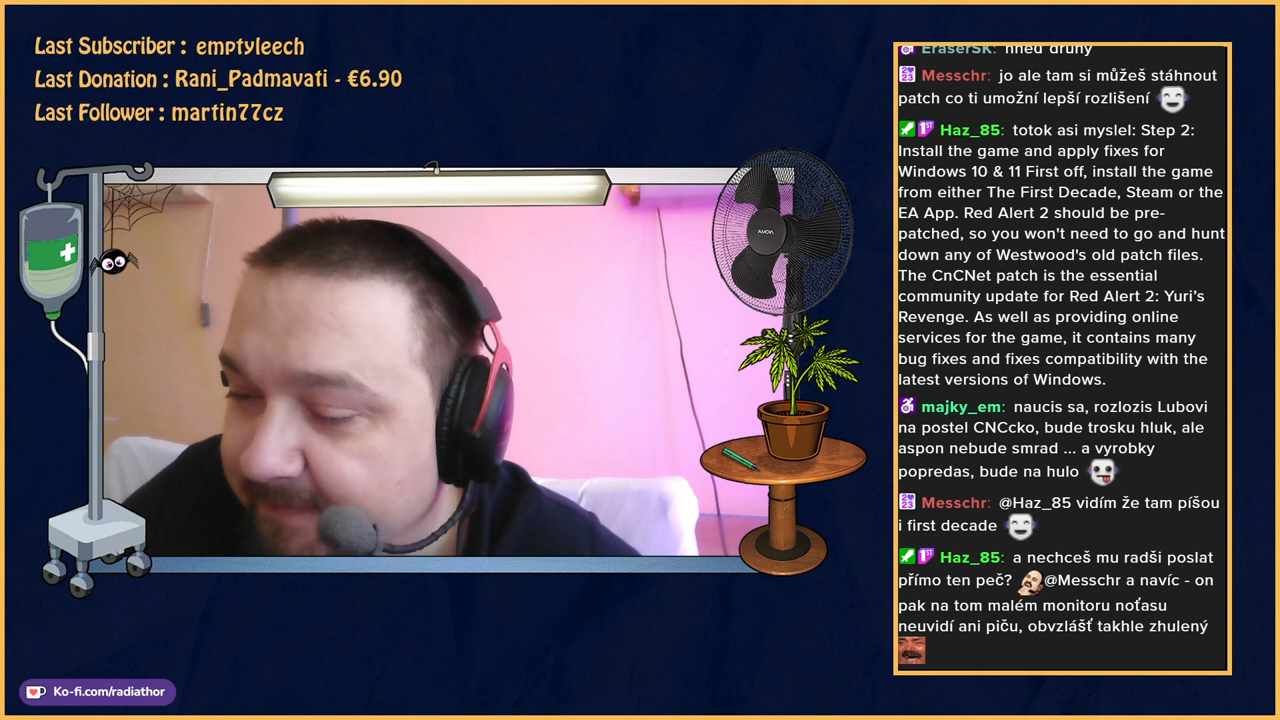 Last Subscriber : emptyleech
Last Donation : Rani_Padmavati - €6.90
Last Follower : martin77cz
AMOVA
Ko-fi.com/radiathor
EraserSK: hned druhý
Messchr: jo ale tam si můžeš stáhnout
patch co ti umožní lepší rozlišení
Haz_85: totok asi myslel: Step 2:
Install the game and apply fixes for
Windows 10 & 11 First off, install the game
from either The First Decade, Steam or the
EA App. Red Alert 2 should be pre-
patched, so you won't need to go and hunt
down any of Westwood's old patch files.
The CnCNet patch is the essential
community update for Red Alert 2: Yuri's
Revenge. As well as providing online
services for the game, it contains many
bug fixes and fixes compatibility with the
latest versions of Windows.
majky_em: naucis sa, rozlozis Lubovi
na postel CNCcko, bude trosku hluk, ale
aspon nebude smrad ... a vyrobky
popredas, bude na hulo
Messchr: @Haz_85 vidím že tam píšou
i first decade
Haz_85: a nechceš mu radši poslat
přímo ten peč? @Messchr a navíc - on
pak na tom malém monitoru noťasu
neuvidí ani piču, obvzlášť takhle zhulený